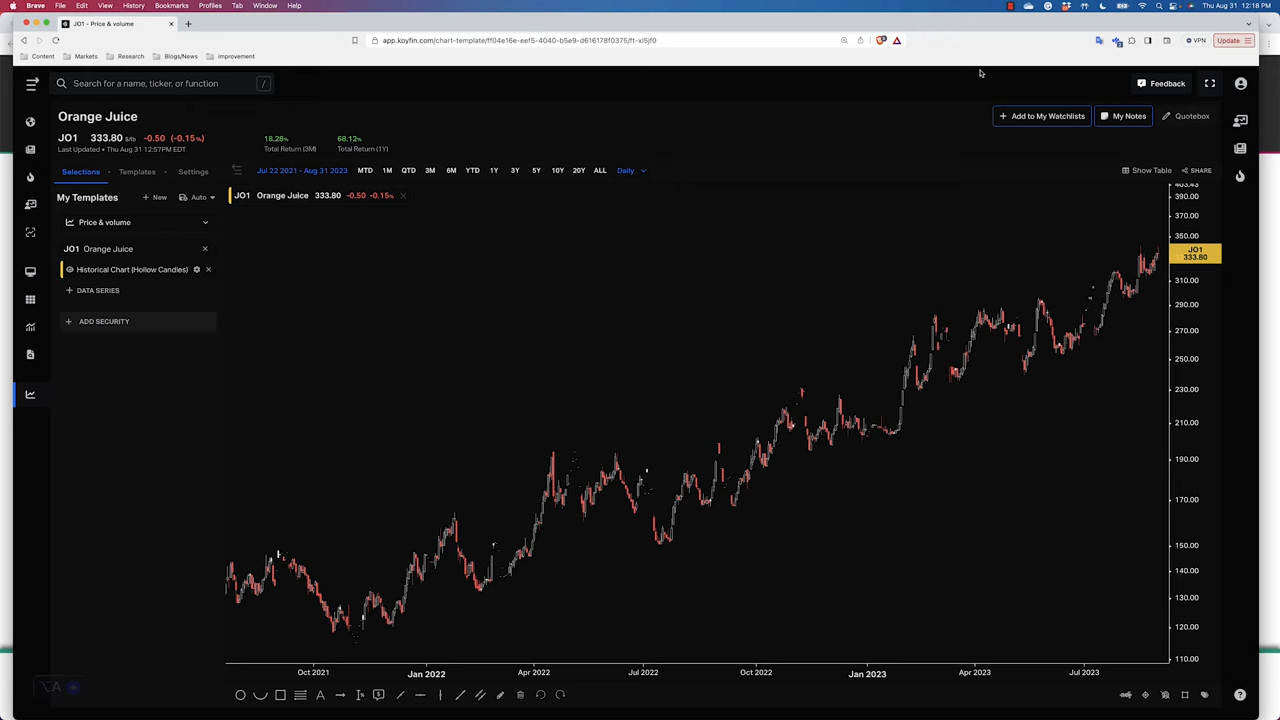 Brave File Edit View History Bookmarks Profiles Tab Window Help
Thu Aug 31 12:18 PM
JO1 - Price & volume
app.koyfin.com/chart-template/ff04e16e-eef5-4040-b5e9-d616178f0375/ft-xl5jf0
VPN
Update
Content Markets Research Blogs/News improvement
Search for a name, ticker, or function /
Feedback
Orange Juice
+ Add to My Watchlists
My Notes
Quotebox
JO1 333.80 $/lb -0.50 (-0.15%)
Last Updated • Thu Aug 31 12:57PM EDT
18.28%
Total Return (3M)
68.12%
Total Return (1Y)
Selections • Templates • Settings
Jul 22 2021 - Aug 31 2023 MTD 1M QTD 3M 6M YTD 1Y 3Y 5Y 10Y 20Y ALL Daily
Show Table SHARE
My Templates + New Auto
JO1 Orange Juice 333.80 -0.50 -0.15%
Price & volume
JO1 Orange Juice
Historical Chart (Hollow Candles)
+ DATA SERIES
+ ADD SECURITY
403.43
390.00
370.00
350.00
JO1
333.80
310.00
290.00
270.00
250.00
230.00
210.00
190.00
170.00
150.00
140.00
130.00
120.00
110.00
Oct 2021 Jan 2022 Apr 2022 Jul 2022 Oct 2022 Jan 2023 Apr 2023 Jul 2023